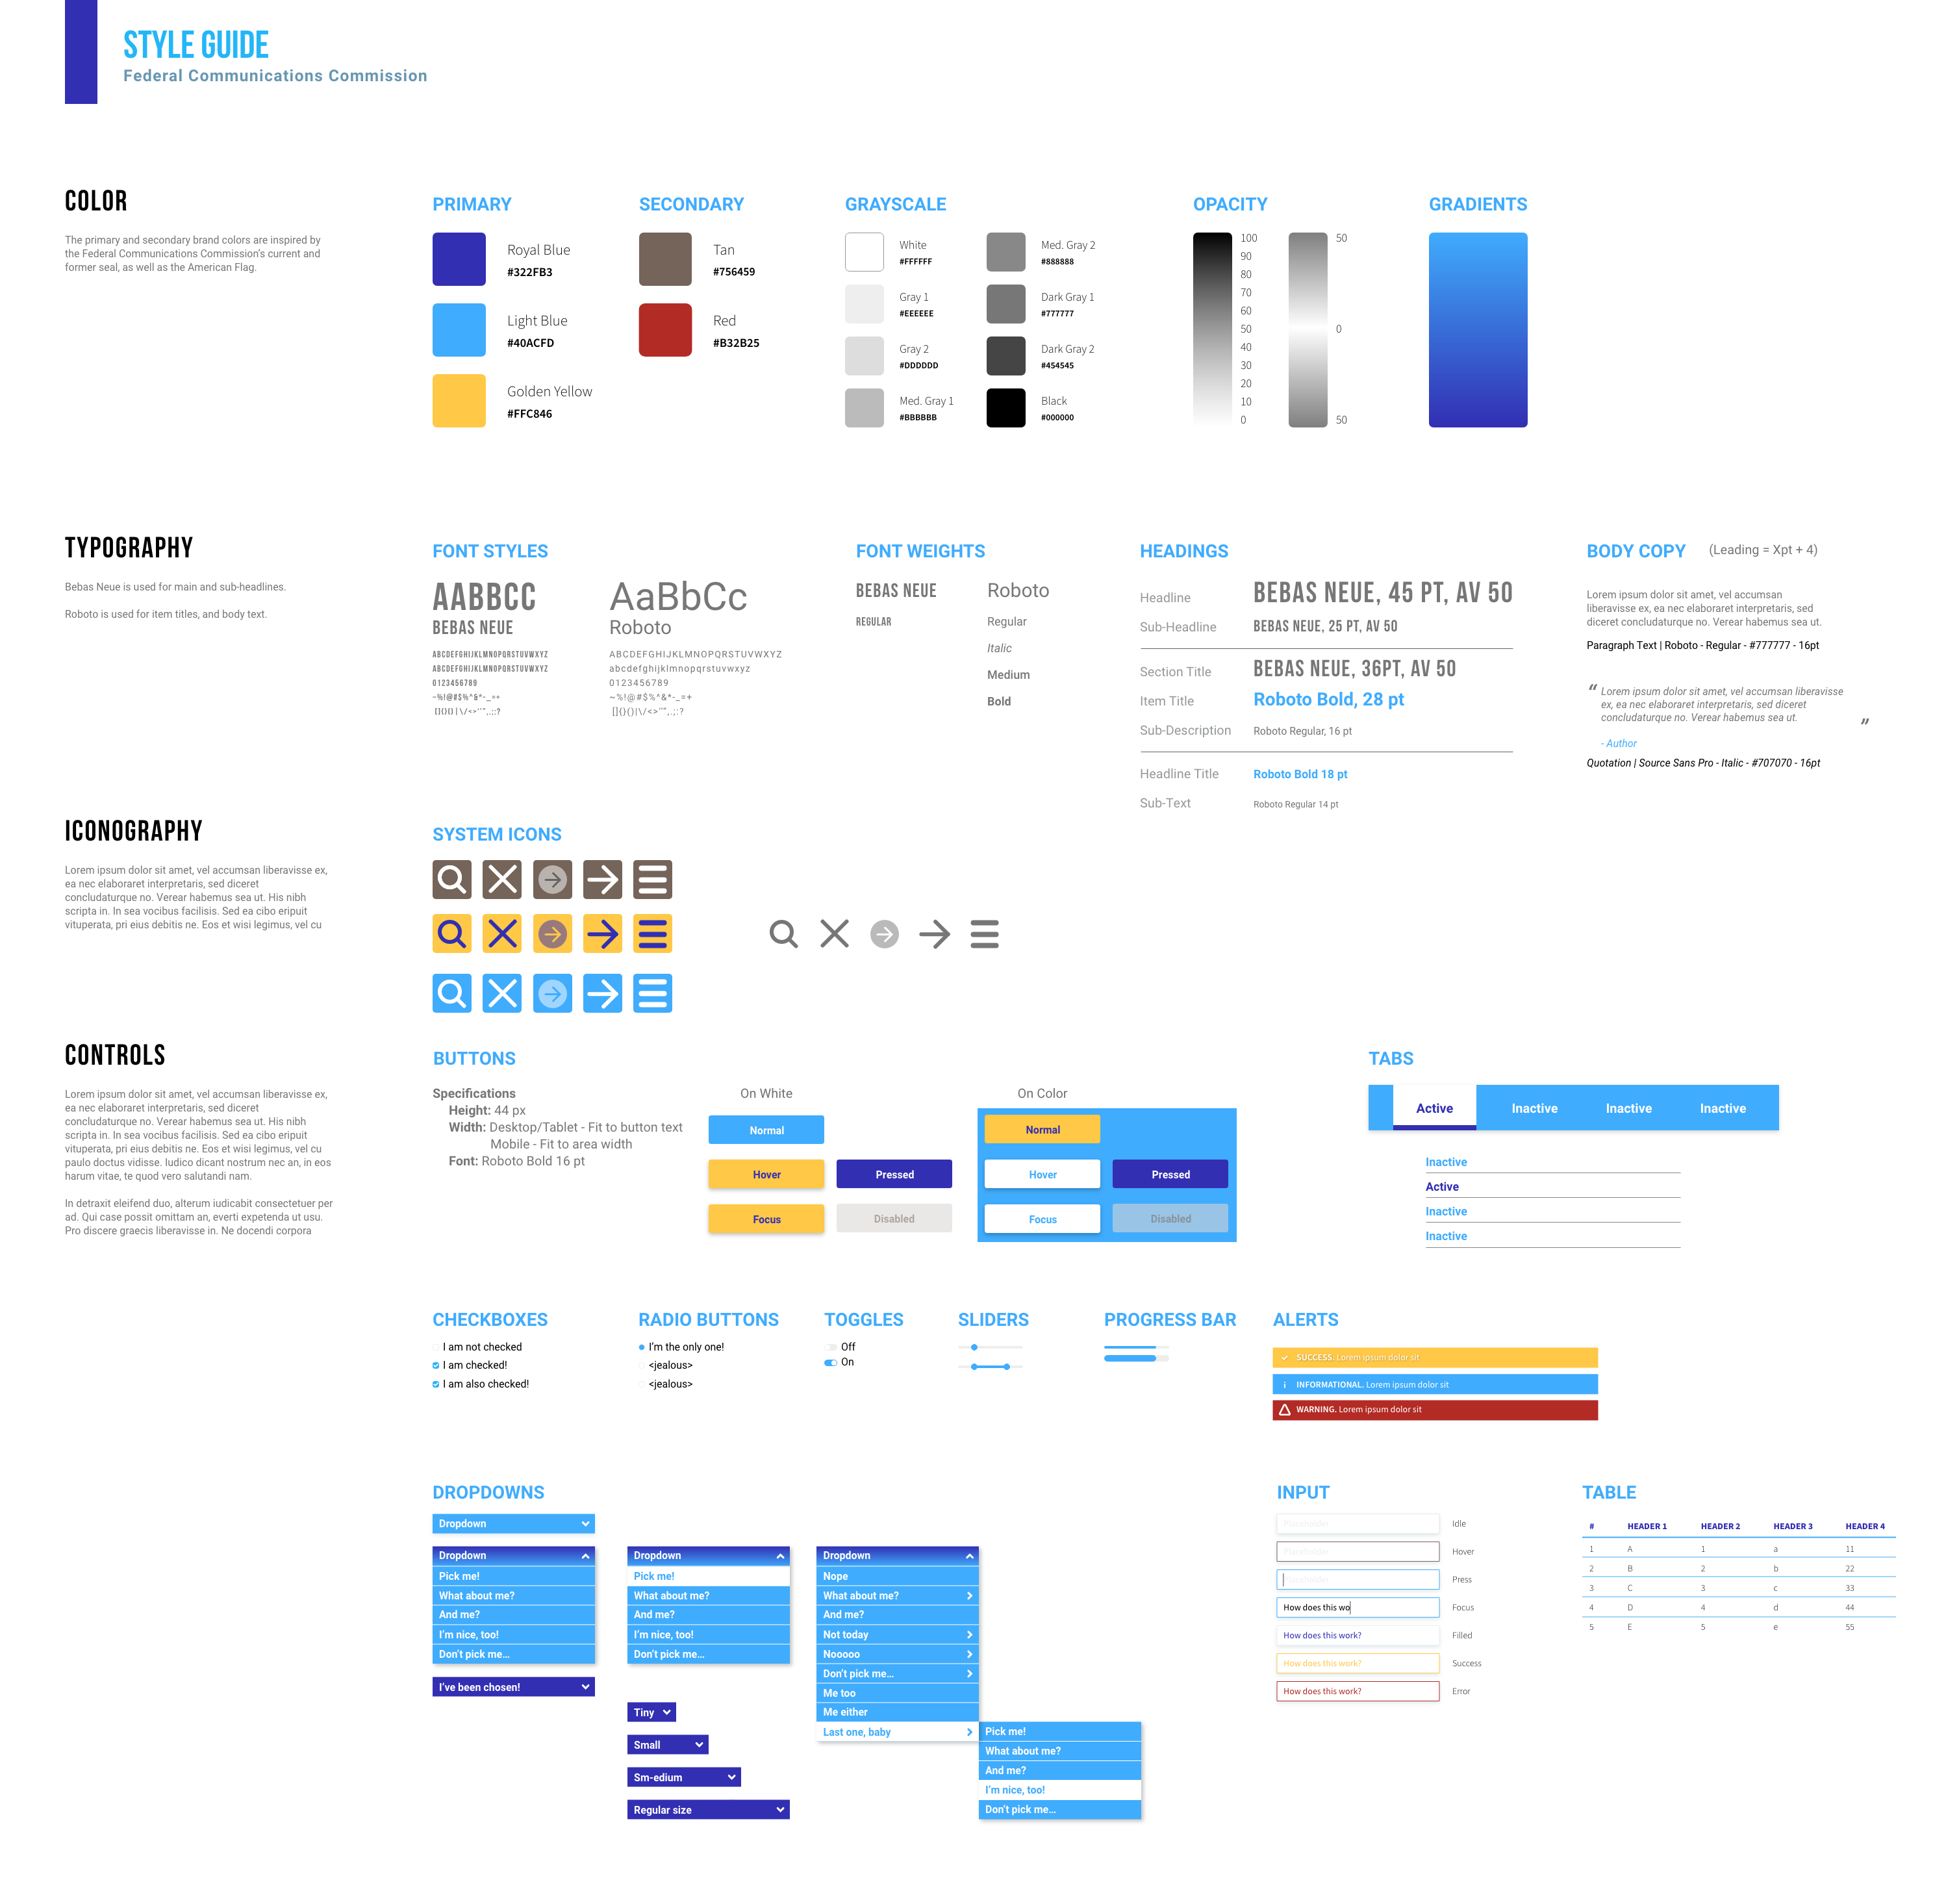 STYLE GUIDE
Federal Communications Commission
COLOR
The primary and secondary brand colors are inspired by
the Federal Communications Commission's current and
former seal, as well as the American Flag.
PRIMARY
Royal Blue
#322FB3
Light Blue
#40ACFD
Golden Yellow
#FFC846
SECONDARY
Tan
#756459
Red
#B32B25
GRAYSCALE
White
#FFFFFF
Gray 1
#EEEEEE
Gray 2
#DDDDDD
Med. Gray 1
#BBBBBB
Med. Gray 2
#888888
Dark Gray 1
#777777
Dark Gray 2
#454545
Black
#000000
OPACITY
100
90
80
70
60
50
40
30
20
10
0
50
0
50
GRADIENTS
TYPOGRAPHY
Bebas Neue is used for main and sub-headlines.
Roboto is used for item titles, and body text.
FONT STYLES
AABBCC
BEBAS NEUE
ABCDEFGHIJKLMNOPQRSTUVWXYZ
ABCDEFGHIJKLMNOPQRSTUVWXYZ
0123456789
~%!@#$%^&*-_=+
[]{}()|\/<>'",.;:?
AaBbCc
Roboto
ABCDEFGHIJKLMNOPQRSTUVWXYZ
abcdefghijklmnopqrstuvwxyz
0123456789
~%!@#$%^&*-_=+
[]{}()|\/<>'",.;:?
FONT WEIGHTS
BEBAS NEUE
REGULAR
Roboto
Regular
Italic
Medium
Bold
HEADINGS
Headline BEBAS NEUE, 45 PT, AV 50
Sub-Headline BEBAS NEUE, 25 PT, AV 50
Section Title BEBAS NEUE, 36PT, AV 50
Item Title Roboto Bold, 28 pt
Sub-Description Roboto Regular, 16 pt
Headline Title Roboto Bold 18 pt
Sub-Text Roboto Regular 14 pt
BODY COPY (Leading = Xpt + 4)
Lorem ipsum dolor sit amet, vel accumsan
liberavisse ex, ea nec elaboraret interpretaris, sed
diceret concludaturque no. Verear habemus sea ut.
Paragraph Text | Roboto - Regular - #777777 - 16pt
“ Lorem ipsum dolor sit amet, vel accumsan liberavisse
ex, ea nec elaboraret interpretaris, sed diceret
concludaturque no. Verear habemus sea ut. ”
- Author
Quotation | Source Sans Pro - Italic - #707070 - 16pt
ICONOGRAPHY
Lorem ipsum dolor sit amet, vel accumsan liberavisse ex,
ea nec elaboraret interpretaris, sed diceret
concludaturque no. Verear habemus sea ut. His nibh
scripta in. In sea vocibus facilisis. Sed ea cibo eripuit
vituperata, pri eius debitis ne. Eos et wisi legimus, vel cu
SYSTEM ICONS
CONTROLS
Lorem ipsum dolor sit amet, vel accumsan liberavisse ex,
ea nec elaboraret interpretaris, sed diceret
concludaturque no. Verear habemus sea ut. His nibh
scripta in. In sea vocibus facilisis. Sed ea cibo eripuit
vituperata, pri eius debitis ne. Eos et wisi legimus, vel cu
paulo doctus vidisse. Iudico dicant nostrum nec an, in eos
harum vitae, te quod vero salutandi nam.
In detraxit eleifend duo, alterum iudicabit consectetuer per
ad. Qui case possit omittam an, everti expetenda ut usu.
Pro discere graecis liberavisse in. Ne docendi corpora
BUTTONS
Specifications
Height: 44 px
Width: Desktop/Tablet - Fit to button text
Mobile - Fit to area width
Font: Roboto Bold 16 pt
On White
Normal
Hover
Pressed
Focus
Disabled
On Color
Normal
Hover
Pressed
Focus
Disabled
TABS
Active Inactive Inactive Inactive
Inactive
Active
Inactive
Inactive
CHECKBOXES
I am not checked
I am checked!
I am also checked!
RADIO BUTTONS
I'm the only one!
<jealous>
<jealous>
TOGGLES
Off
On
SLIDERS
PROGRESS BAR
ALERTS
SUCCESS. Lorem ipsum dolor sit
INFORMATIONAL. Lorem ipsum dolor sit
WARNING. Lorem ipsum dolor sit
DROPDOWNS
Dropdown
Dropdown
Pick me!
What about me?
And me?
I'm nice, too!
Don't pick me...
I've been chosen!
Dropdown
Pick me!
What about me?
And me?
I'm nice, too!
Don't pick me...
Tiny
Small
Sm-edium
Regular size
Dropdown
Nope
What about me?
And me?
Not today
Nooooo
Don't pick me...
Me too
Me either
Last one, baby
Pick me!
What about me?
And me?
I'm nice, too!
Don't pick me...
INPUT
Placeholder Idle
Placeholder Hover
Placeholder Press
How does this wo Focus
How does this work? Filled
How does this work? Success
How does this work? Error
TABLE
# HEADER 1 HEADER 2 HEADER 3 HEADER 4
1 A 1 a 11
2 B 2 b 22
3 C 3 c 33
4 D 4 d 44
5 E 5 e 55